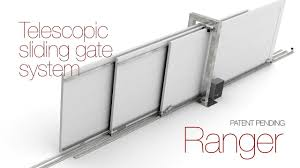 Telescopic
sliding gate
system
PATENT PENDING
Ranger